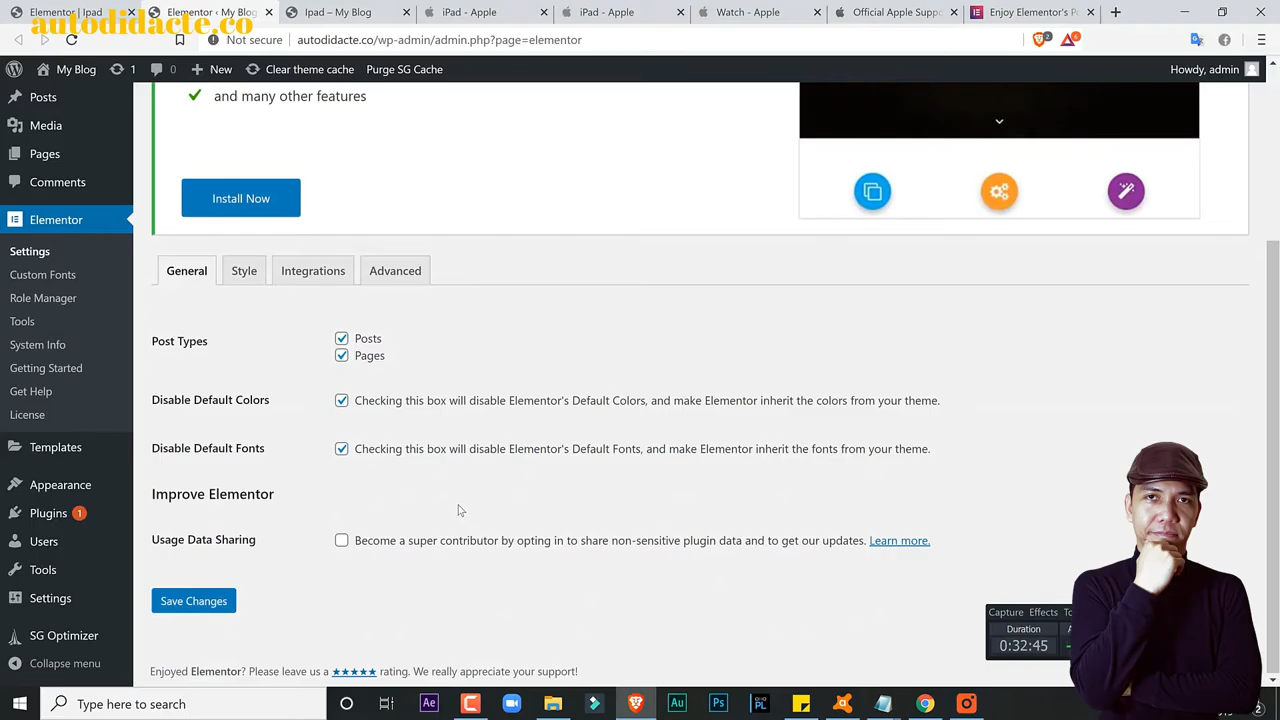 Elementor | Ipad
Elementor ‹ My Blog
Ipad – My Blog
iPad - Apple
iPad - Apple
Watch - Apple
Official Apple Supp
Enjoy Elementor's P
autodidacte.co
Not secure
autodidacte.co/wp-admin/admin.php?page=elementor
2
6
My Blog
1
0
New
Clear theme cache
Purge SG Cache
Howdy, admin
Posts
Media
Pages
Comments
Elementor
Settings
Custom Fonts
Role Manager
Tools
System Info
Getting Started
Get Help
License
Templates
Appearance
Plugins 1
Users
Tools
Settings
SG Optimizer
Collapse menu
and many other features
Install Now
General
Style
Integrations
Advanced
Post Types
Posts
Pages
Disable Default Colors
Checking this box will disable Elementor's Default Colors, and make Elementor inherit the colors from your theme.
Disable Default Fonts
Checking this box will disable Elementor's Default Fonts, and make Elementor inherit the fonts from your theme.
Improve Elementor
Usage Data Sharing
Become a super contributor by opting in to share non-sensitive plugin data and to get our updates. Learn more.
Save Changes
Enjoyed Elementor? Please leave us a ★★★★★ rating. We really appreciate your support!
Capture Effects
Duration
0:32:45
Type here to search
Ae
Au
Ps
PL
2